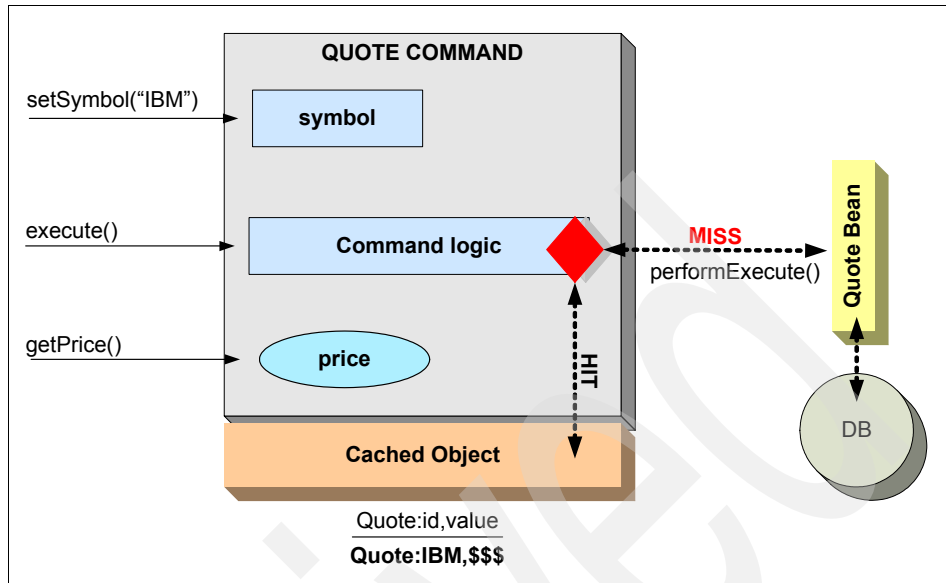 QUOTE COMMAND
setSymbol(“IBM”)
symbol
execute()
Command logic
MISS
performExecute()
Quote Bean
getPrice()
price
HIT
DB
Cached Object
Quote:id,value
Quote:IBM,$$$